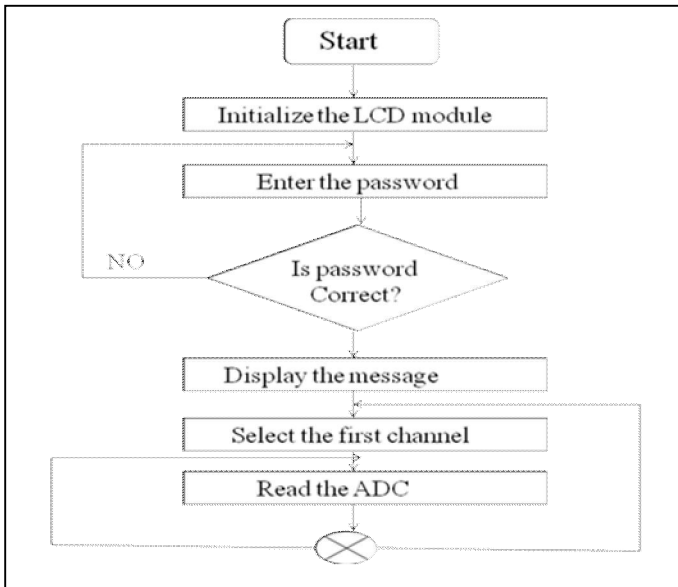 Start
Initialize the LCD module
Enter the password
NO
Is password
Correct?
Display the message
Select the first channel
Read the ADC